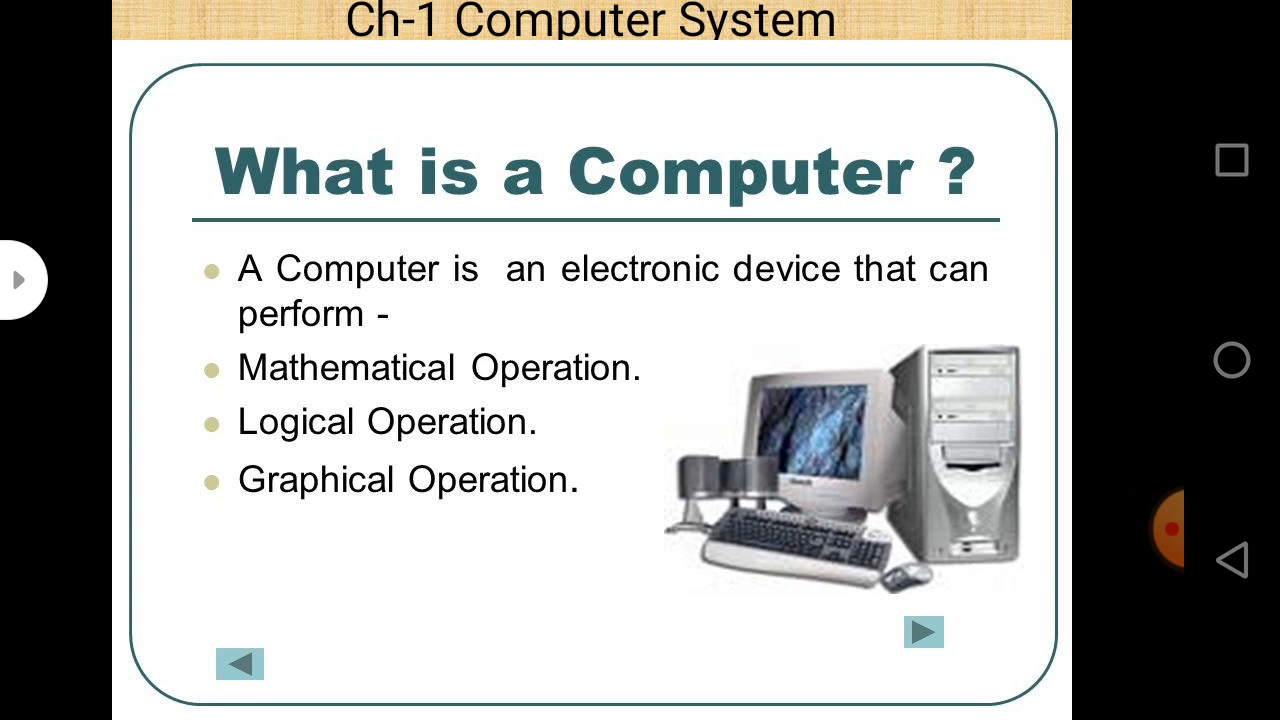 Ch-1 Computer System
What is a Computer ?
A Computer is an electronic device that can
perform -
Mathematical Operation.
Logical Operation.
Graphical Operation.